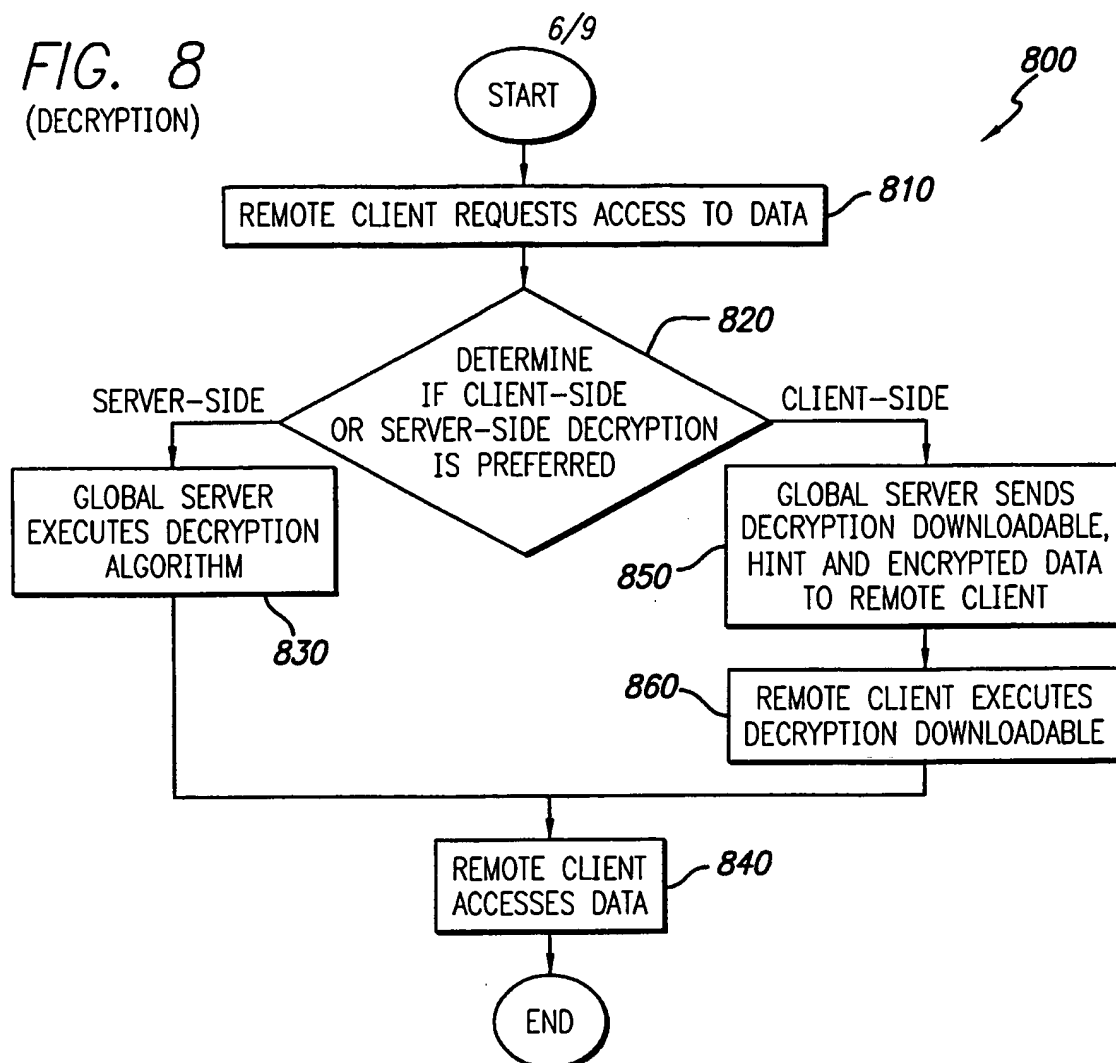 6/9
FIG. 8
(DECRYPTION)
START
800
REMOTE CLIENT REQUESTS ACCESS TO DATA
810
DETERMINE
IF CLIENT-SIDE
OR SERVER-SIDE DECRYPTION
IS PREFERRED
820
SERVER-SIDE
CLIENT-SIDE
GLOBAL SERVER
EXECUTES DECRYPTION
ALGORITHM
830
GLOBAL SERVER SENDS
DECRYPTION DOWNLOADABLE,
HINT AND ENCRYPTED DATA
TO REMOTE CLIENT
850
860
REMOTE CLIENT EXECUTES
DECRYPTION DOWNLOADABLE
REMOTE CLIENT
ACCESSES DATA
840
END